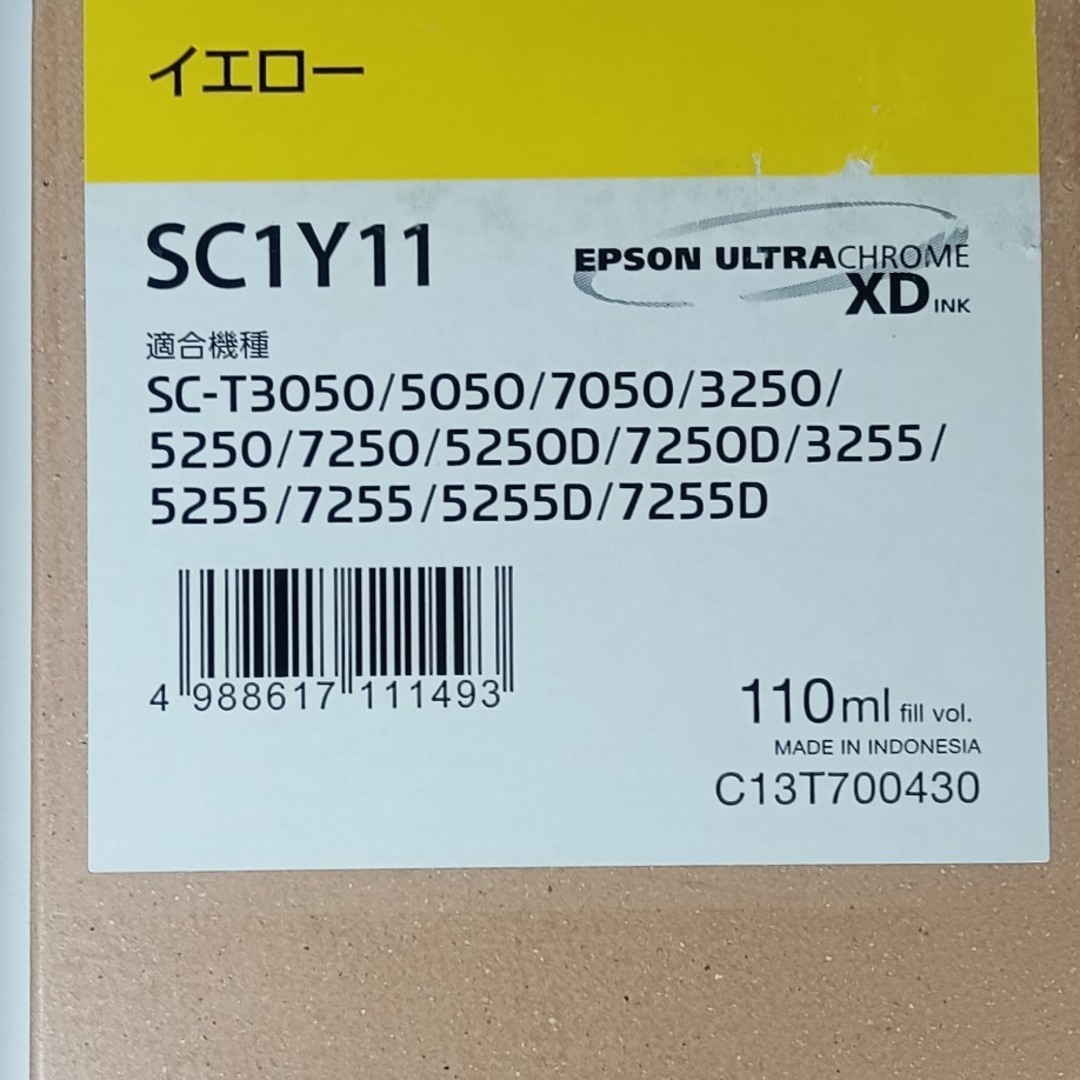 イエロー
SC1Y11
EPSON ULTRACHROME
XD INK
適合機種
SC-T3050/5050/7050/3250/
5250/7250/5250D/7250D/3255/
5255/7255/5255D/7255D
4 988617 111493
110ml fill vol.
MADE IN INDONESIA
C13T700430